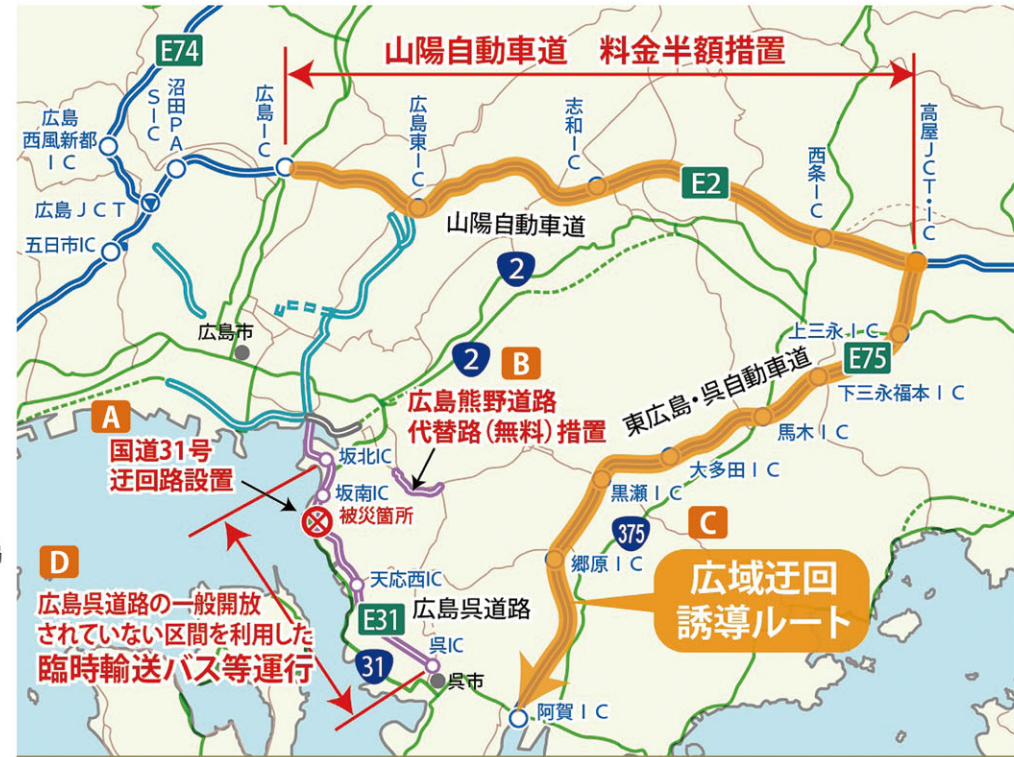 E74
山陽自動車道　料金半額措置
広島
西風新都
IC
沼田PA
SIC
広島IC
広島東IC
志和IC
西条IC
高屋JCT・IC
E2
広島JCT
五日市IC
山陽自動車道
2
広島市
2
B
広島熊野道路
代替路(無料)措置
上三永IC
E75
東広島・呉自動車道
下三永福本IC
馬木IC
大多田IC
黒瀬IC
A
国道31号
迂回路設置
坂北IC
坂南IC
被災箇所
375
C
郷原IC
広域迂回
誘導ルート
D
広島呉道路の一般開放
されていない区間を利用した
臨時輸送バス等運行
天応西IC
E31
広島呉道路
31
呉IC
呉市
阿賀IC